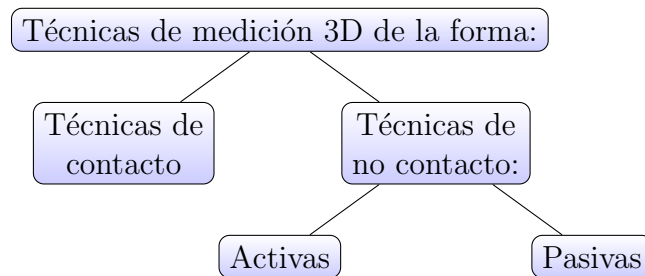 Técnicas de medición 3D de la forma:
Técnicas de
contacto
Técnicas de
no contacto:
Activas
Pasivas